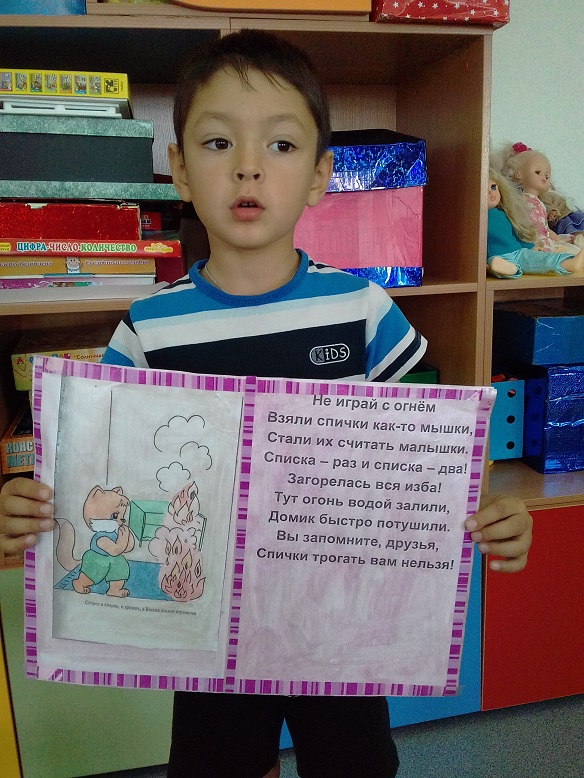 ЦИФРА·ЧИСЛО·КОЛИЧЕСТВО
KiDS
Не играй с огнём
Взяли спички как-то мышки,
Стали их считать малышки.
Списка – раз и списка – два!
Загорелась вся изба!
Тут огонь водой залили,
Домик быстро потушили.
Вы запомните, друзья,
Спички трогать вам нельзя!